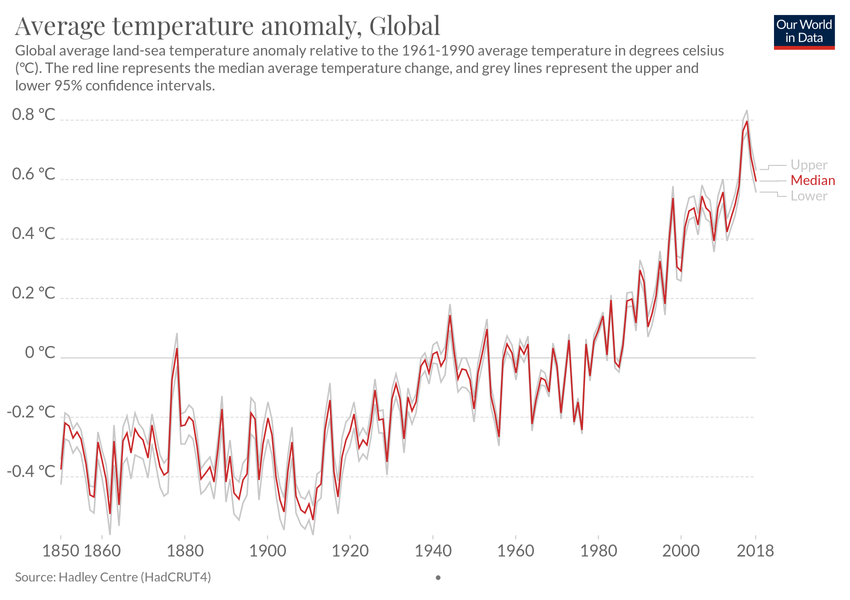 Average temperature anomaly, Global
Our World
in Data
Global average land-sea temperature anomaly relative to the 1961-1990 average temperature in degrees celsius
(°C). The red line represents the median average temperature change, and grey lines represent the upper and
lower 95% confidence intervals.
0.8 °C
0.6 °C
0.4 °C
0.2 °C
0 °C
-0.2 °C
-0.4 °C
Upper
Median
Lower
1850 1860 1880 1900 1920 1940 1960 1980 2000 2018
Source: Hadley Centre (HadCRUT4)